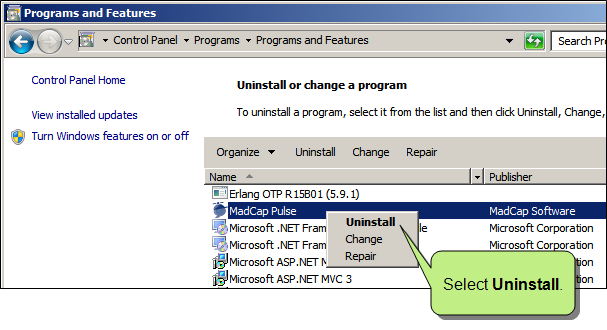 Programs and Features
Control Panel Programs Programs and Features
Search Pro
Control Panel Home
View installed updates
Turn Windows features on or off
Uninstall or change a program
To uninstall a program, select it from the list and then click Uninstall, Change,
Organize Uninstall Change Repair
Name Publisher
Erlang OTP R15B01 (5.9.1)
MadCap Pulse MadCap Software
Microsoft .NET Fram le Microsoft Corporation
Microsoft .NET Fram Microsoft Corporation
Microsoft ASP.NET M Microsoft Corporation
Microsoft ASP.NET MVC 3 Corporation
Uninstall
Change
Repair
Select Uninstall.